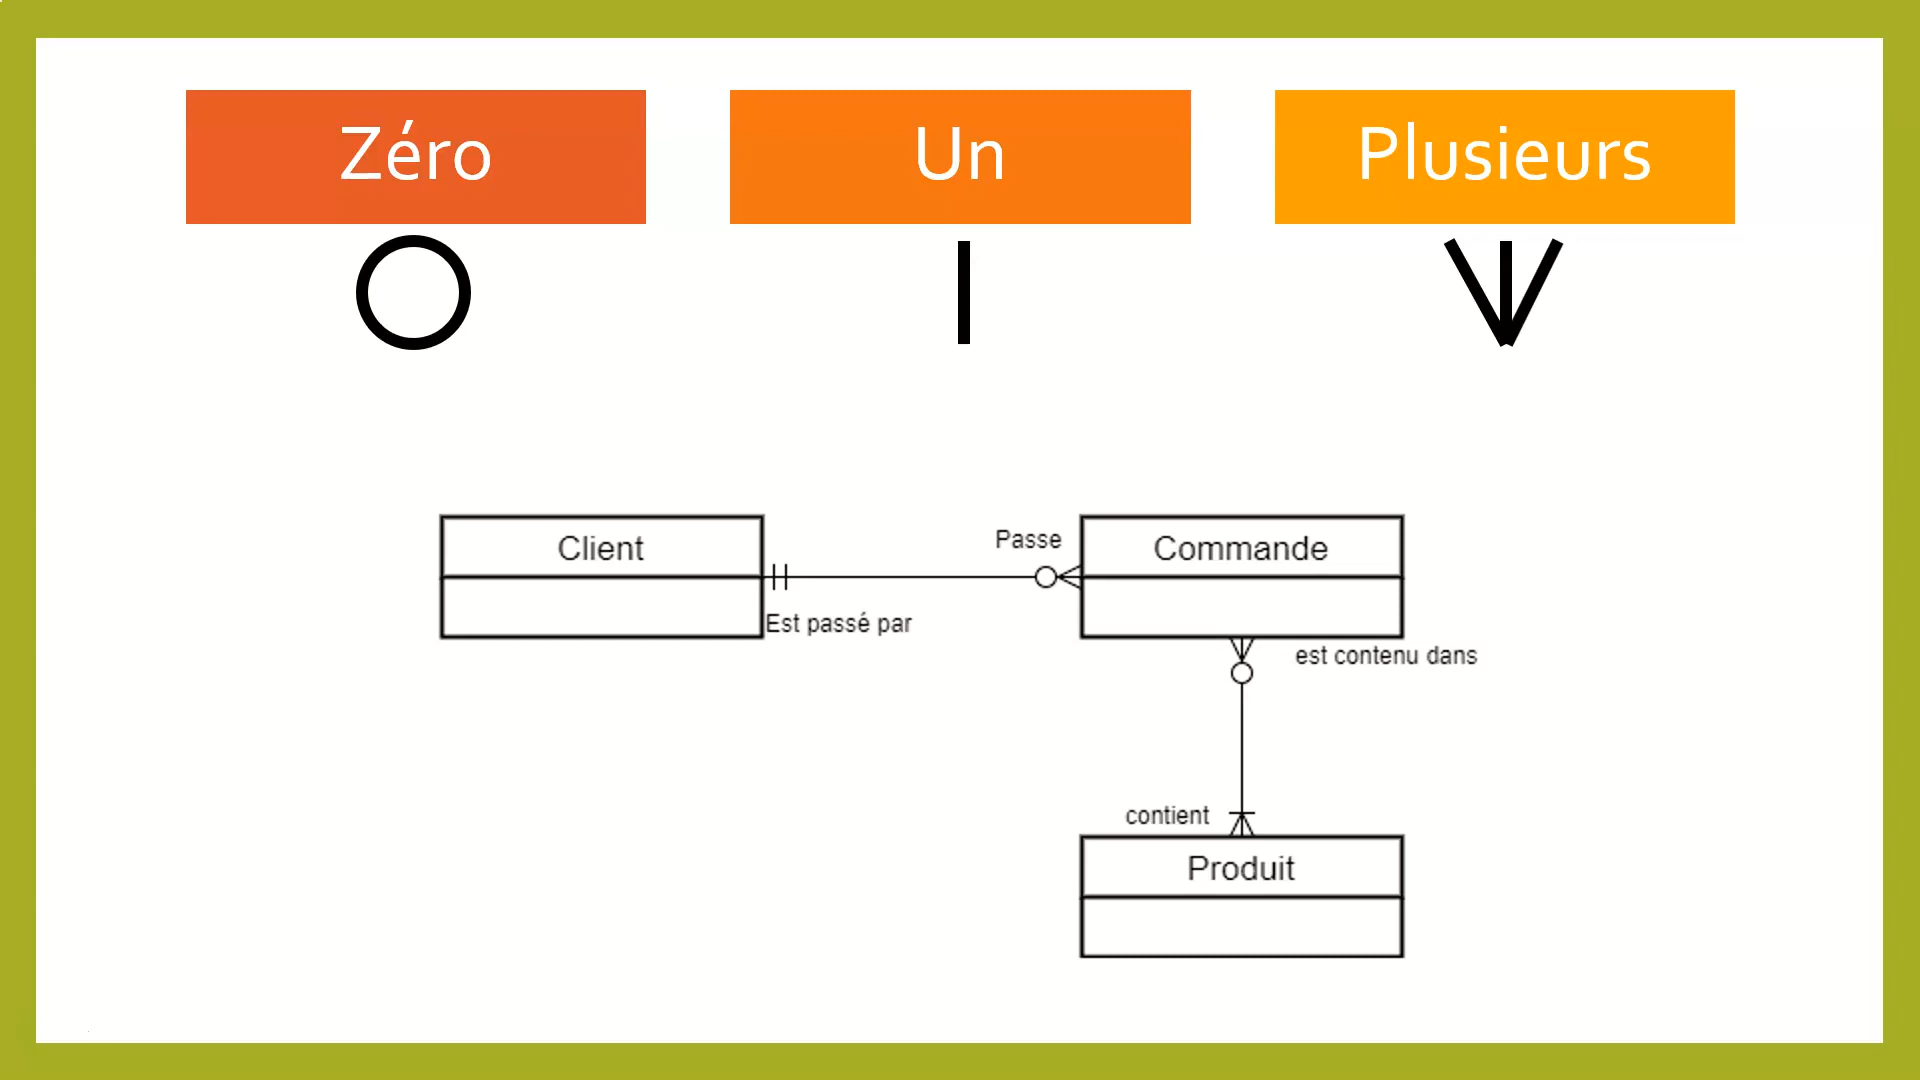 Zéro
Un
Plusieurs
Client
Passe
Commande
Est passé par
est contenu dans
contient
Produit